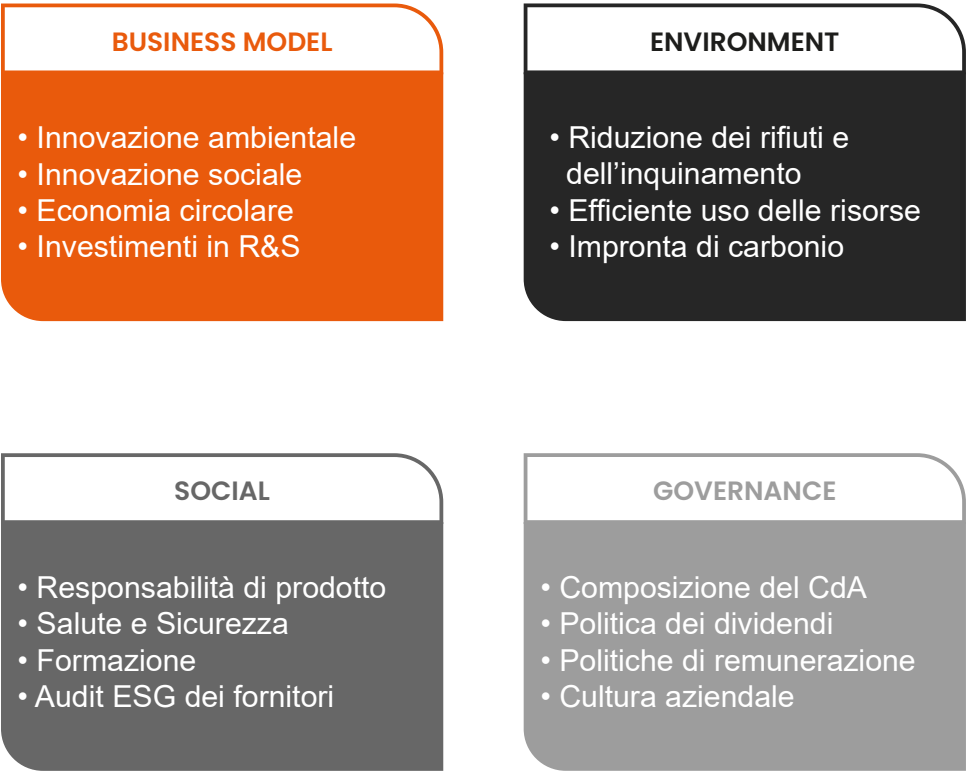 BUSINESS MODEL
• Innovazione ambientale
• Innovazione sociale
• Economia circolare
• Investimenti in R&S
ENVIRONMENT
• Riduzione dei rifiuti e
dell’inquinamento
• Efficiente uso delle risorse
• Impronta di carbonio
SOCIAL
• Responsabilità di prodotto
• Salute e Sicurezza
• Formazione
• Audit ESG dei fornitori
GOVERNANCE
• Composizione del CdA
• Politica dei dividendi
• Politiche di remunerazione
• Cultura aziendale